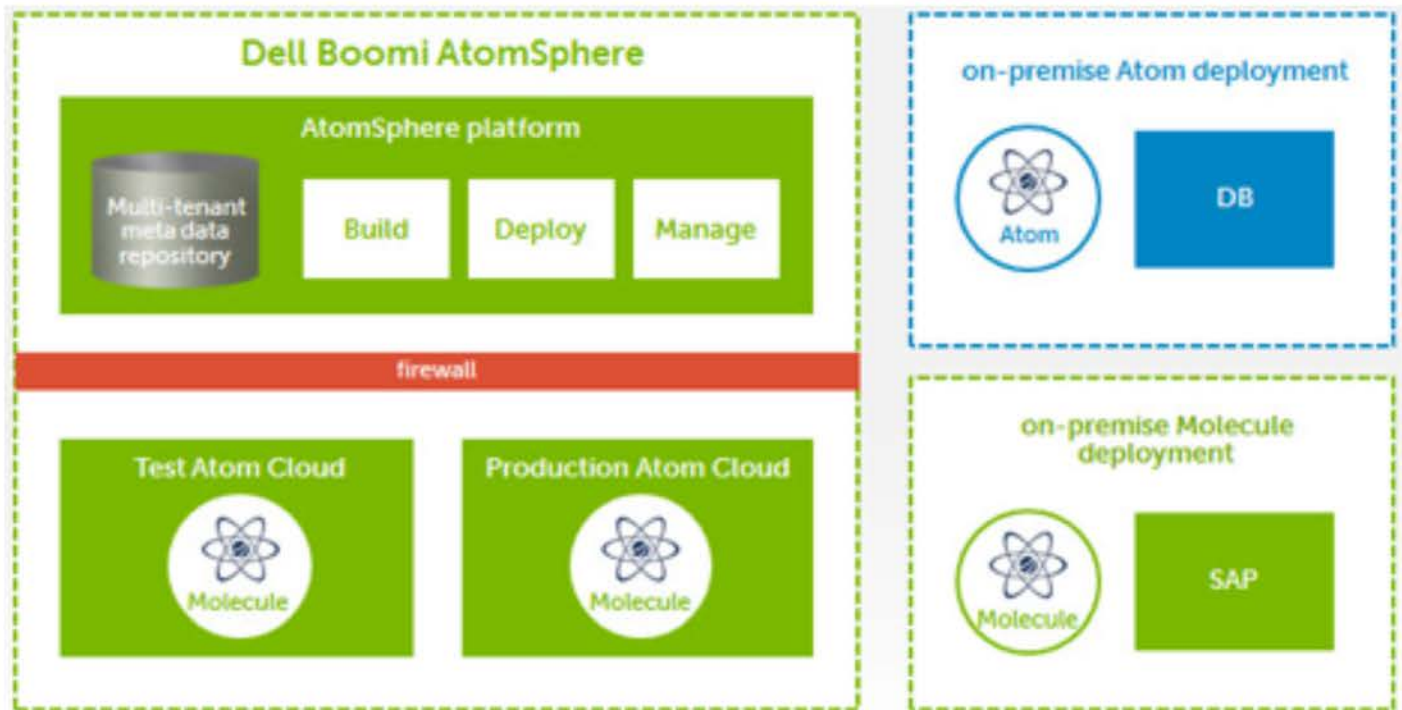 Dell Boomi AtomSphere
AtomSphere platform
Multi-tenant
meta data
repository
Build
Deploy
Manage
firewall
Test Atom Cloud
Molecule
Production Atom Cloud
Molecule
on-premise Atom deployment
Atom
DB
on-premise Molecule
deployment
Molecule
SAP